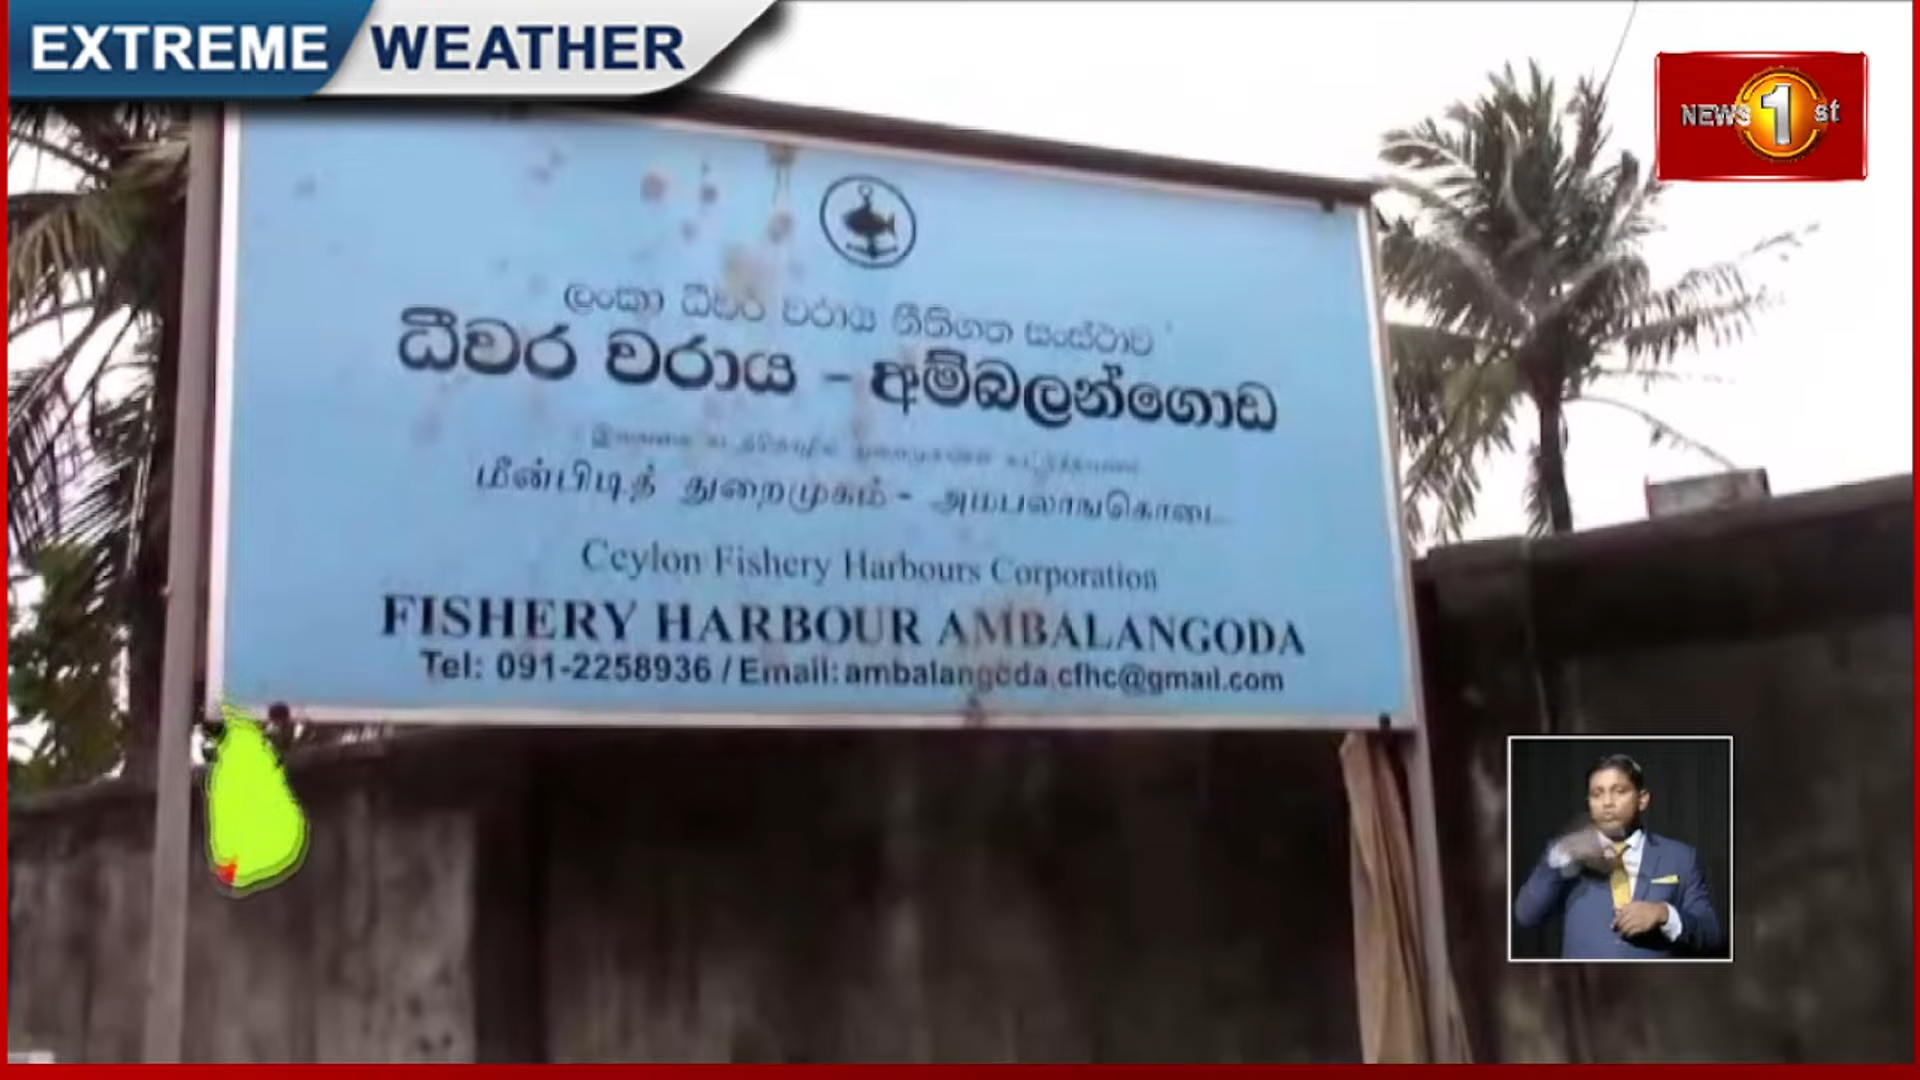 EXTREME WEATHER
NEWS 1st
ලංකා ධීවර වරාය නීතිගත සංස්ථාව
ධීවර වරාය - අම්බලන්ගොඩ
மீன்பிடித் துறைமுகம் - அம்பலாங்கொடை
Ceylon Fishery Harbours Corporation
FISHERY HARBOUR AMBALANGODA
Tel: 091-2258936 / Email: ambalangoda.cfhc@gmail.com